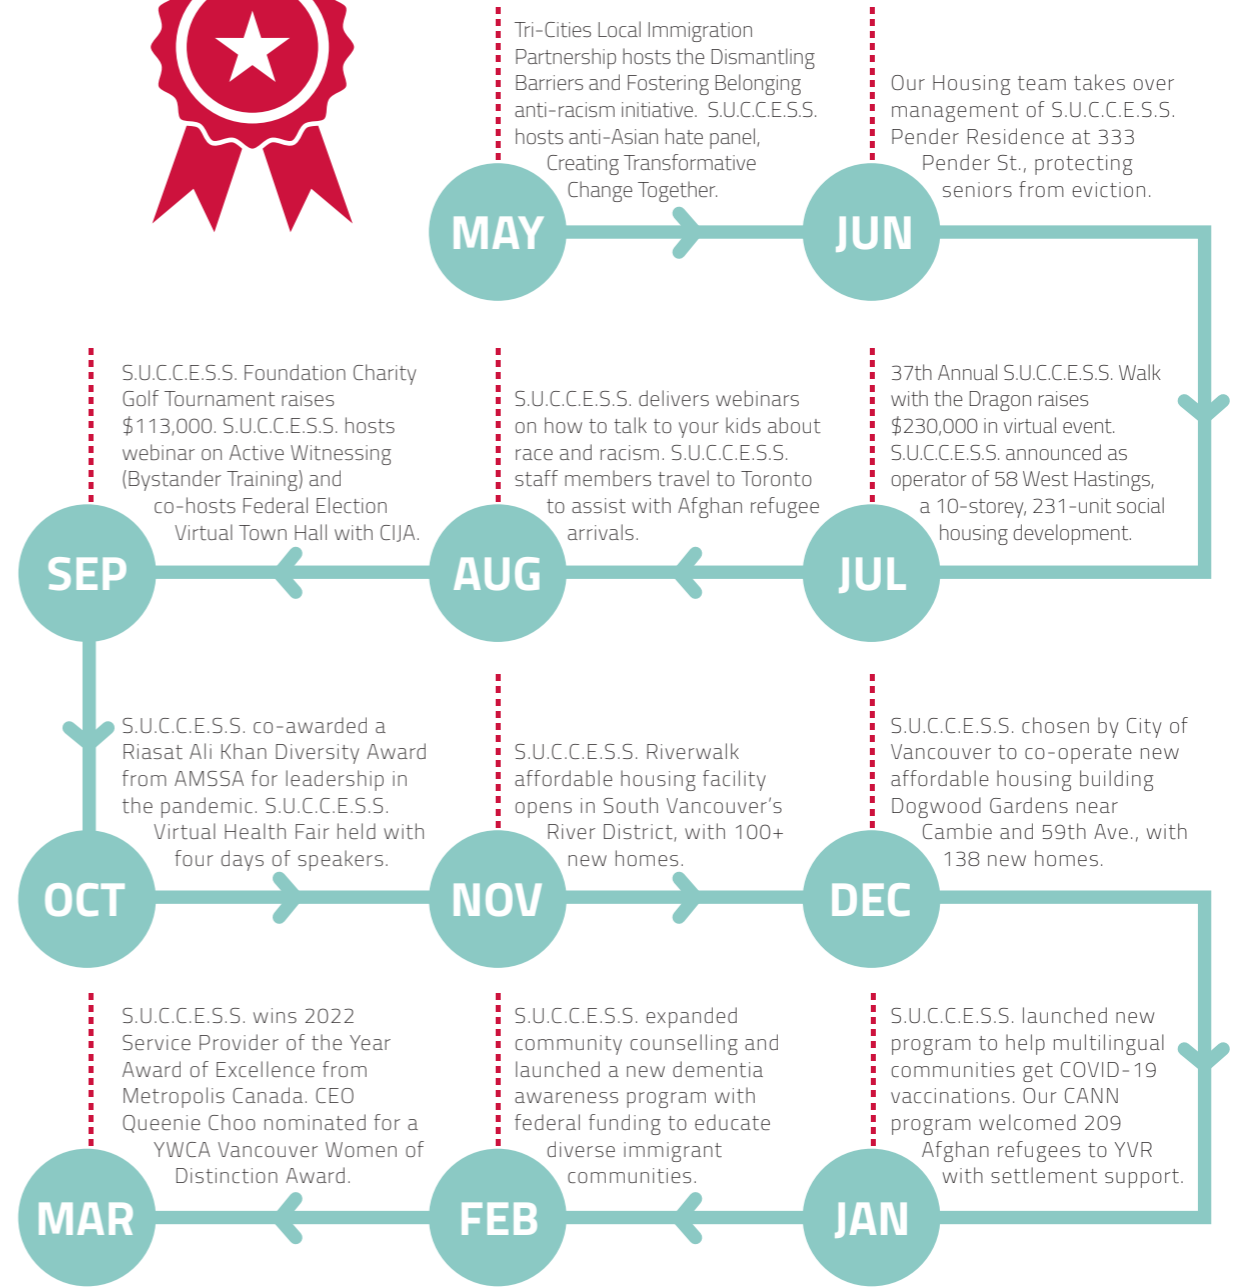 Tri-Cities Local Immigration
Partnership hosts the Dismantling
Barriers and Fostering Belonging
anti-racism initiative.  S.U.C.C.E.S.S.
hosts anti-Asian hate panel,
Creating Transformative
Change Together.
MAY
Our Housing team takes over
management of S.U.C.C.E.S.S.
Pender Residence at 333
Pender St., protecting
seniors from eviction.
JUN
37th Annual S.U.C.C.E.S.S. Walk
with the Dragon raises
$230,000 in virtual event.
S.U.C.C.E.S.S. announced as
operator of 58 West Hastings,
a 10-storey, 231-unit social
housing development.
JUL
S.U.C.C.E.S.S. delivers webinars
on how to talk to your kids about
race and racism. S.U.C.C.E.S.S.
staff members travel to Toronto
to assist with Afghan refugee
arrivals.
AUG
S.U.C.C.E.S.S. Foundation Charity
Golf Tournament raises
$113,000. S.U.C.C.E.S.S. hosts
webinar on Active Witnessing
(Bystander Training) and
co-hosts Federal Election
Virtual Town Hall with CIJA.
SEP
S.U.C.C.E.S.S. co-awarded a
Riasat Ali Khan Diversity Award
from AMSSA for leadership in
the pandemic. S.U.C.C.E.S.S.
Virtual Health Fair held with
four days of speakers.
OCT
S.U.C.C.E.S.S. Riverwalk
affordable housing facility
opens in South Vancouver's
River District, with 100+
new homes.
NOV
S.U.C.C.E.S.S. chosen by City of
Vancouver to co-operate new
affordable housing building
Dogwood Gardens near
Cambie and 59th Ave., with
138 new homes.
DEC
S.U.C.C.E.S.S. launched new
program to help multilingual
communities get COVID-19
vaccinations. Our CANN
program welcomed 209
Afghan refugees to YVR
with settlement support.
JAN
S.U.C.C.E.S.S. expanded
community counselling and
launched a new dementia
awareness program with
federal funding to educate
diverse immigrant
communities.
FEB
S.U.C.C.E.S.S. wins 2022
Service Provider of the Year
Award of Excellence from
Metropolis Canada. CEO
Queenie Choo nominated for a
YWCA Vancouver Women of
Distinction Award.
MAR